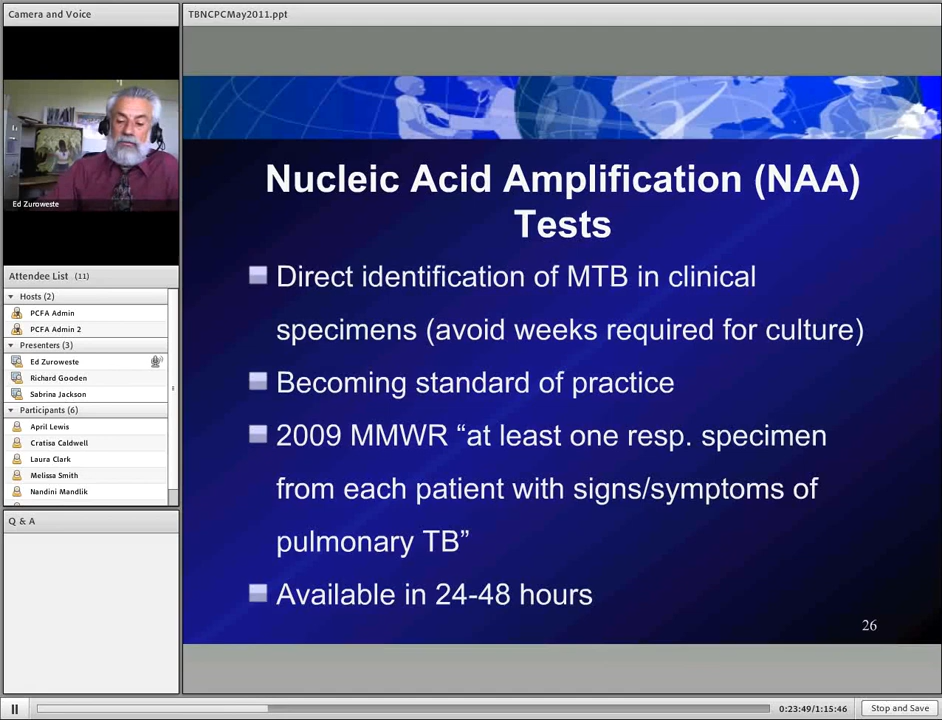 Camera and Voice
TBNCPCMay2011.ppt
Ed Zuroweste
Attendee List (11)
Hosts (2)
PCFA Admin
PCFA Admin 2
Presenters (3)
Ed Zuroweste
Richard Gooden
Sabrina Jackson
Participants (6)
April Lewis
Cratisa Caldwell
Laura Clark
Melissa Smith
Nandini Mandlik
Q & A
Nucleic Acid Amplification (NAA)
Tests
Direct identification of MTB in clinical
specimens (avoid weeks required for culture)
Becoming standard of practice
2009 MMWR “at least one resp. specimen
from each patient with signs/symptoms of
pulmonary TB”
Available in 24-48 hours
26
0:23:49/1:15:46
Stop and Save